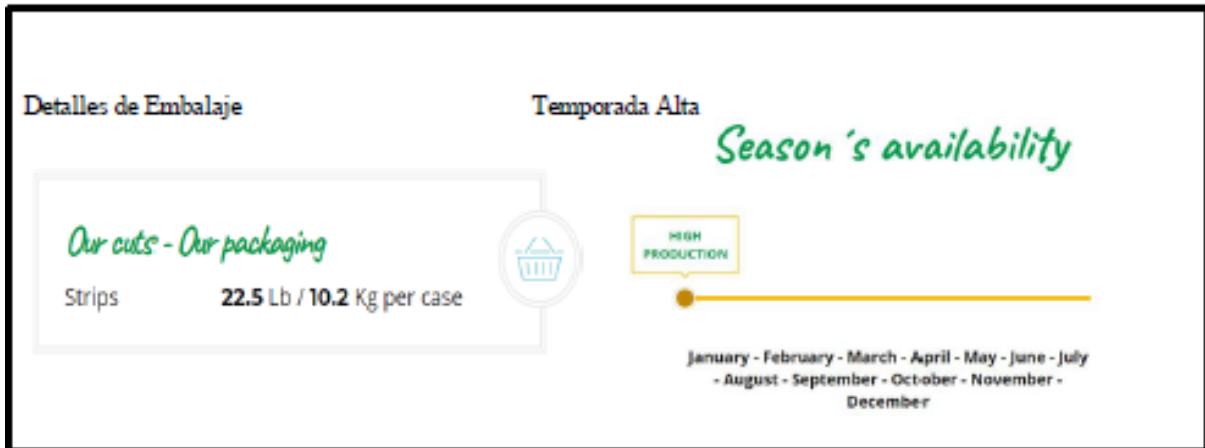 Detalles de Embalaje
Temporada Alta
Season´s availability
Our cuts - Our packaging
Strips 22.5 Lb / 10.2 Kg per case
HIGH
PRODUCTION
January - February - March - April - May - June - July
- August - September - October - November -
December